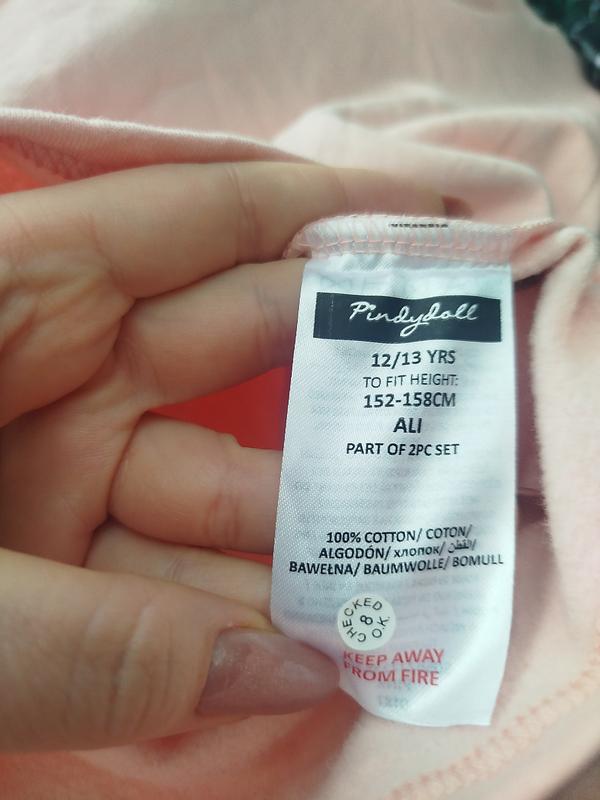 Pindydoll
12/13 YRS
TO FIT HEIGHT:
152-158CM
ALI
PART OF 2PC SET
100% COTTON/ COTON/
ALGODÓN/ хлопок/ القطن/
BAWEŁNA/ BAUMWOLLE/ BOMULL
CHECKED
8
O.K.
KEEP AWAY
FROM FIRE